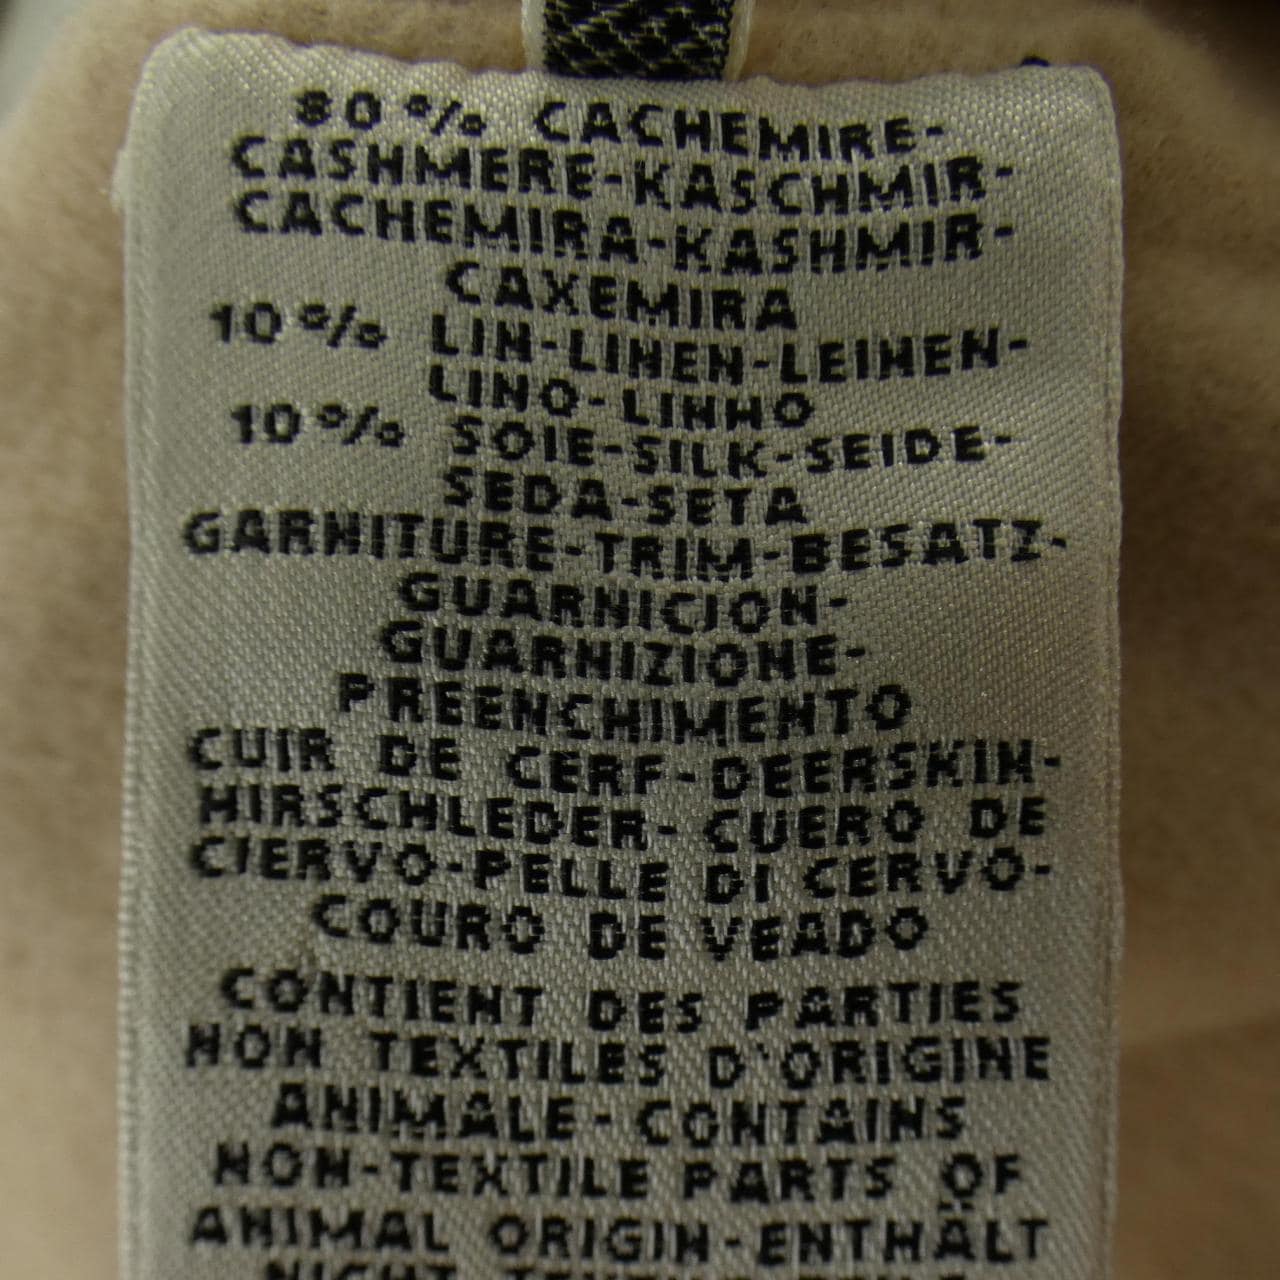 80% CACHEMIRE-
CASHMERE-KASCHMIR-
CACHEMIRA-KASHMIR-
CAXEMIRA
10% LIN-LINEN-LEINEN-
LINO-LINHO
10% SOIE-SILK-SEIDE-
SEDA-SETA
GARNITURE-TRIM-BESATZ-
GUARNICION-
GUARNIZIONE-
PREENCHIMENTO
CUIR DE CERF-DEERSKIN-
HIRSCHLEDER-CUERO DE
CIERVO-PELLE DI CERVO-
COURO DE VEADO
CONTIENT DES PARTIES
NON TEXTILES D'ORIGINE
ANIMALE-CONTAINS
NON-TEXTILE PARTS OF
ANIMAL ORIGIN-ENTHÄLT